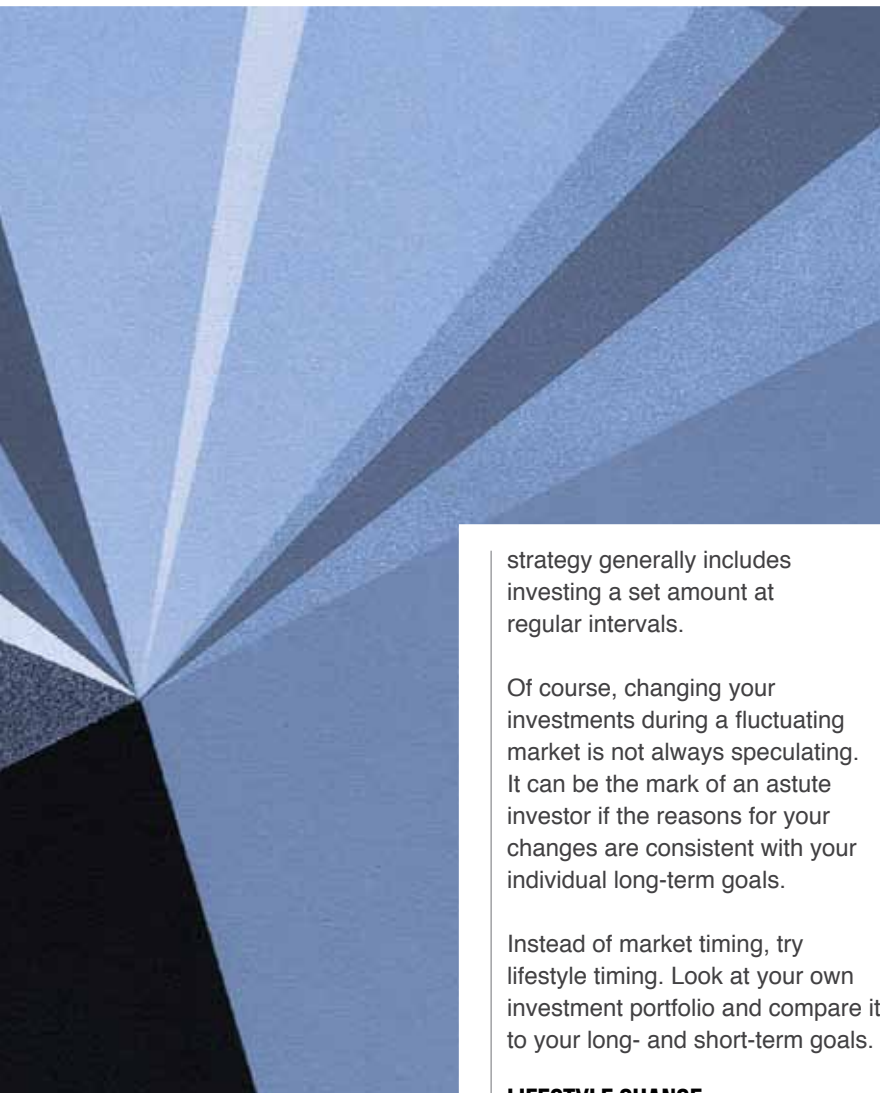 strategy generally includes
investing a set amount at
regular intervals.
Of course, changing your
investments during a fluctuating
market is not always speculating.
It can be the mark of an astute
investor if the reasons for your
changes are consistent with your
individual long-term goals.
Instead of market timing, try
lifestyle timing. Look at your own
investment portfolio and compare it
to your long- and short-term goals.
LIFESTYLE CHANGE